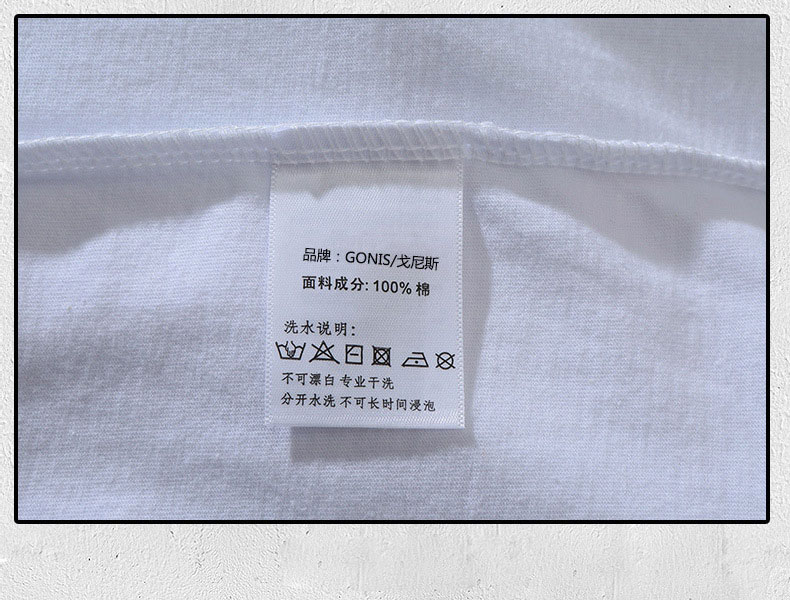 品牌：GONIS/戈尼斯
面料成分: 100% 棉
洗水说明：
不可漂白 专业干洗
分开水洗 不可长时间浸泡